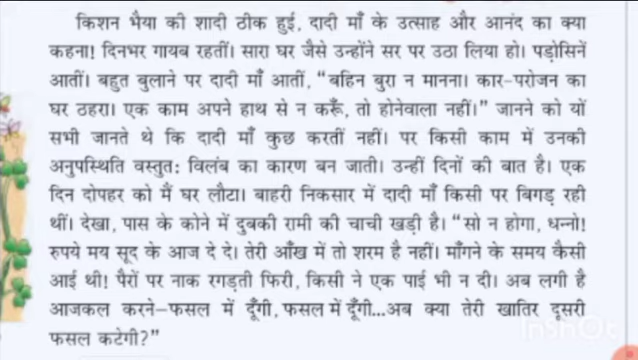 किशन भैया की शादी ठीक हुई, दादी माँ के उत्साह और आनंद का क्या
कहना! दिनभर गायब रहतीं। सारा घर जैसे उन्होंने सर पर उठा लिया हो। पड़ोसिनें
आतीं। बहुत बुलाने पर दादी माँ आतीं, “बहिन बुरा न मानना। कार-परोजन का
घर ठहरा। एक काम अपने हाथ से न करूँ, तो होनेवाला नहीं।” जानने को यों
सभी जानते थे कि दादी माँ कुछ करतीं नहीं। पर किसी काम में उनकी
अनुपस्थिति वस्तुतः विलंब का कारण बन जाती। उन्हीं दिनों की बात है। एक
दिन दोपहर को मैं घर लौटा। बाहरी निकसार में दादी माँ किसी पर बिगड़ रही
थीं। देखा, पास के कोने में दुबकी रामी की चाची खड़ी है। “सो न होगा, धन्नो!
रुपये मय सूद के आज दे दे। तेरी आँख में तो शरम है नहीं। माँगने के समय कैसी
आई थी! पैरों पर नाक रगड़ती फिरी, किसी ने एक पाई भी न दी। अब लगी है
आजकल करने–फसल में दूँगी, फसल में दूँगी...अब क्या तेरी खातिर दूसरी
फसल कटेगी?”
InShOt